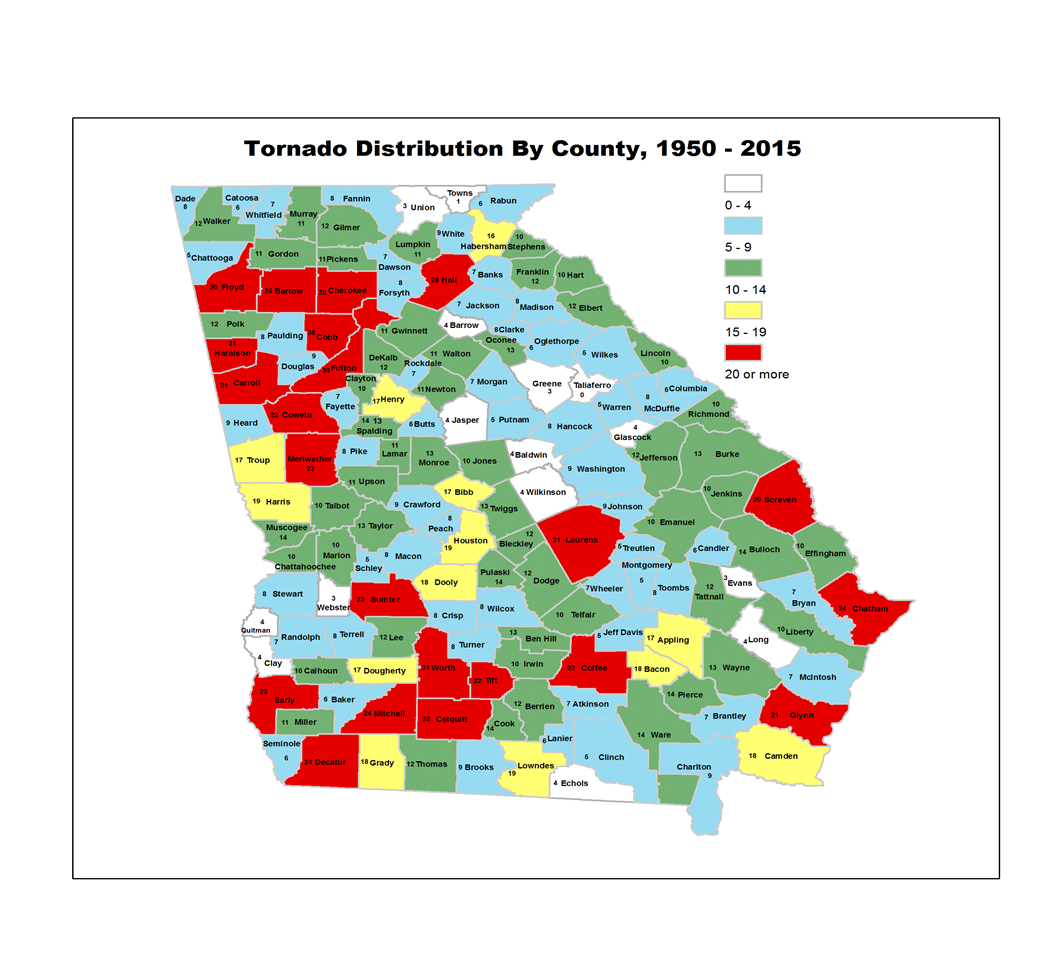 Tornado Distribution By County, 1950 - 2015
0 - 4
5 - 9
10 - 14
15 - 19
20 or more
Dade
8
12 Walker
Catoosa
6
7
Whitfield
Murray
11
8 Fannin
12 Gilmer
3 Union
Towns
1
6 Rabun
9 White
16
Habersham
10
Stephens
Lumpkin
11
5 Chattooga
11 Gordon
11 Pickens
7
Dawson
8
Forsyth
Hall
7 Banks
Franklin
12
10 Hart
20 Floyd
Bartow
Cherokee
7 Jackson
8
Madison
12 Elbert
12 Polk
8 Paulding
Cobb
11 Gwinnett
4 Barrow
8 Clarke
Oconee
13
Oglethorpe
6
5
Wilkes
Lincoln
10
21
Haralson
9
Douglas
Fulton
DeKalb
12
Rockdale
7
11 Walton
21 Carroll
Clayton
10
17 Henry
11 Newton
7 Morgan
Greene
3
Taliaferro
0
6 Columbia
8
McDuffie
5 Warren
10
Richmond
9 Heard
22 Coweta
7
Fayette
14 13
Spalding
6 Butts
4 Jasper
5 Putnam
8 Hancock
4
Glascock
17 Troup
Meriwether
22
8 Pike
11
Lamar
13
Monroe
10 Jones
4 Baldwin
9 Washington
12 Jefferson
13 Burke
11 Upson
19 Harris
10 Talbot
9 Crawford
17 Bibb
13
Twiggs
4 Wilkinson
9 Johnson
10
Jenkins
20 Screven
Muscogee
14
13 Taylor
8
Peach
Houston
19
12
Bleckley
21 Laurens
10 Emanuel
10
Chattahoochee
10
Marion
5
Schley
8 Macon
5 Treutlen
6 Candler
14 Bulloch
10
Effingham
8 Stewart
3
Webster
23 Sumter
18 Dooly
Pulaski
14
12
Dodge
Montgomery
5
7 Wheeler
Toombs
8
12
Tattnall
3
Evans
7
Bryan
24 Chatham
4
Quitman
7 Randolph
8 Terrell
12 Lee
8 Crisp
8 Wilcox
10 Telfair
5 Jeff Davis
17 Appling
4 Long
10 Liberty
4
Clay
10 Calhoun
17 Dougherty
Worth
8 Turner
13
Ben Hill
10 Irwin
22 Coffee
18 Bacon
13 Wayne
7 McIntosh
23
Early
6 Baker
24 Mitchell
22 Tift
12
Berrien
7 Atkinson
14 Pierce
7 Brantley
21 Glynn
11 Miller
32 Colquitt
14 Cook
6 Lanier
14 Ware
Seminole
6
24 Decatur
18 Grady
12 Thomas
9 Brooks
Lowndes
19
4 Echols
5
Clinch
Charlton
9
18 Camden